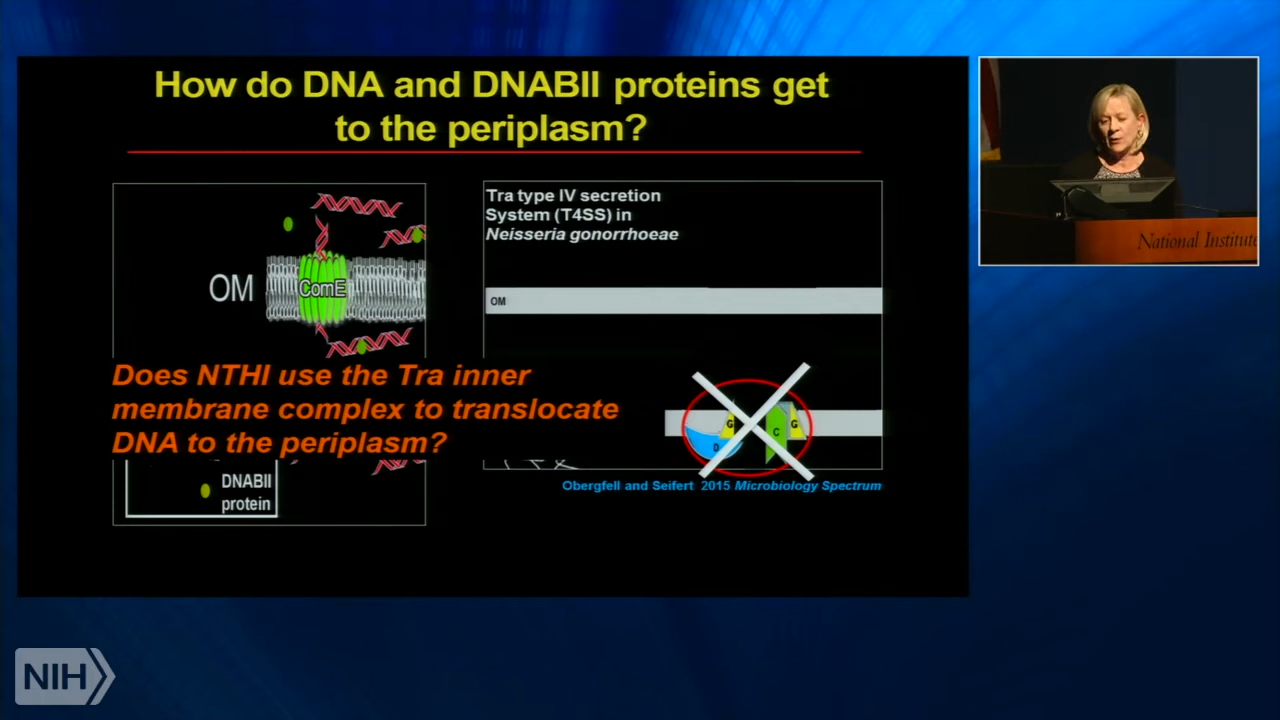 How do DNA and DNABII proteins get
to the periplasm?
OM
ComE
Tra type IV secretion
System (T4SS) in
Neisseria gonorrhoeae
OM
Does NTHI use the Tra inner
membrane complex to translocate
DNA to the periplasm?
G
C
G
D
DNABII
protein
Obergfell and Seifert 2015 Microbiology Spectrum
National Institute
NIH